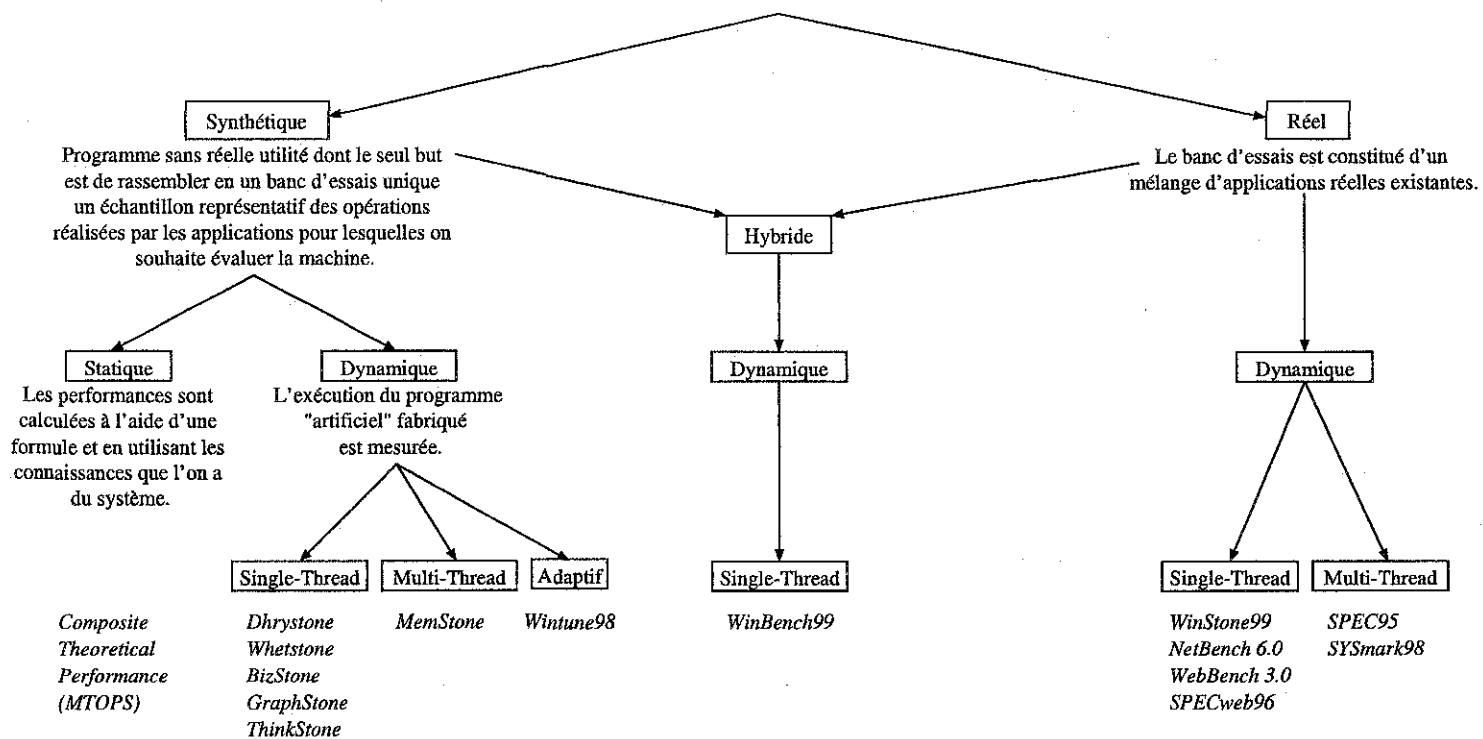 Synthétique
Programme sans réelle utilité dont le seul but
est de rassembler en un banc d'essais unique
un échantillon représentatif des opérations
réalisées par les applications pour lesquelles on
souhaite évaluer la machine.
Réel
Le banc d'essais est constitué d'un
mélange d'applications réelles existantes.
Hybride
Statique
Les performances sont
calculées à l'aide d'une
formule et en utilisant les
connaissances que l'on a
du système.
Dynamique
L'exécution du programme
"artificiel" fabriqué
est mesurée.
Dynamique
Dynamique
Single-Thread
Multi-Thread
Adaptif
Single-Thread
Single-Thread
Multi-Thread
Composite
Theoretical
Performance
(MTOPS)
Dhrystone
Whetstone
BizStone
GraphStone
ThinkStone
MemStone
Wintune98
WinBench99
WinStone99
NetBench 6.0
WebBench 3.0
SPECweb96
SPEC95
SYSmark98